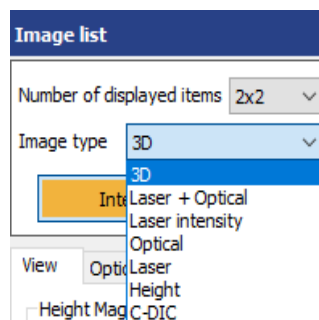 Image list
Number of displayed items 2x2
Image type 3D
3D
Laser + Optical
Laser intensity
Optical
Laser
Height
C-DIC
View
Height Mag